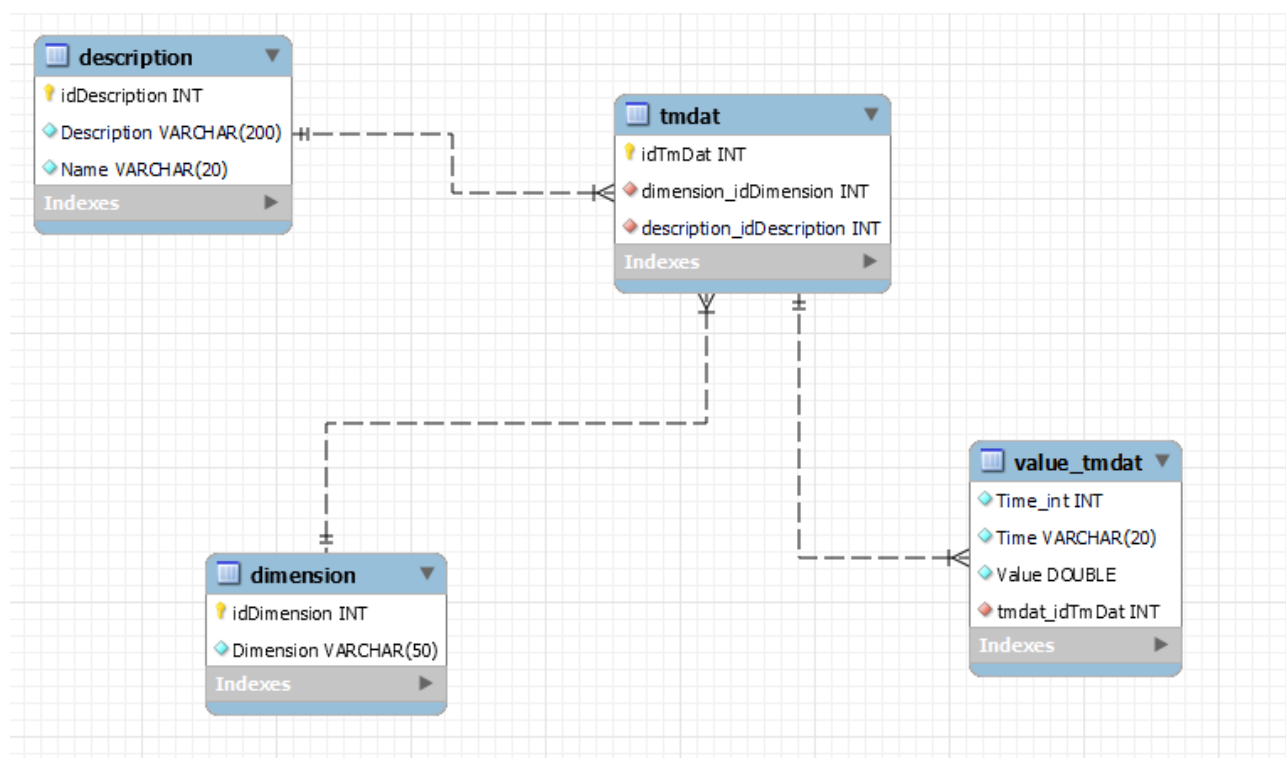 description
idDescription INT
Description VARCHAR(200)
Name VARCHAR(20)
Indexes
tmdat
idTmDat INT
dimension_idDimension INT
description_idDescription INT
Indexes
dimension
idDimension INT
Dimension VARCHAR(50)
Indexes
value_tmdat
Time_int INT
Time VARCHAR(20)
Value DOUBLE
tmdat_idTmDat INT
Indexes